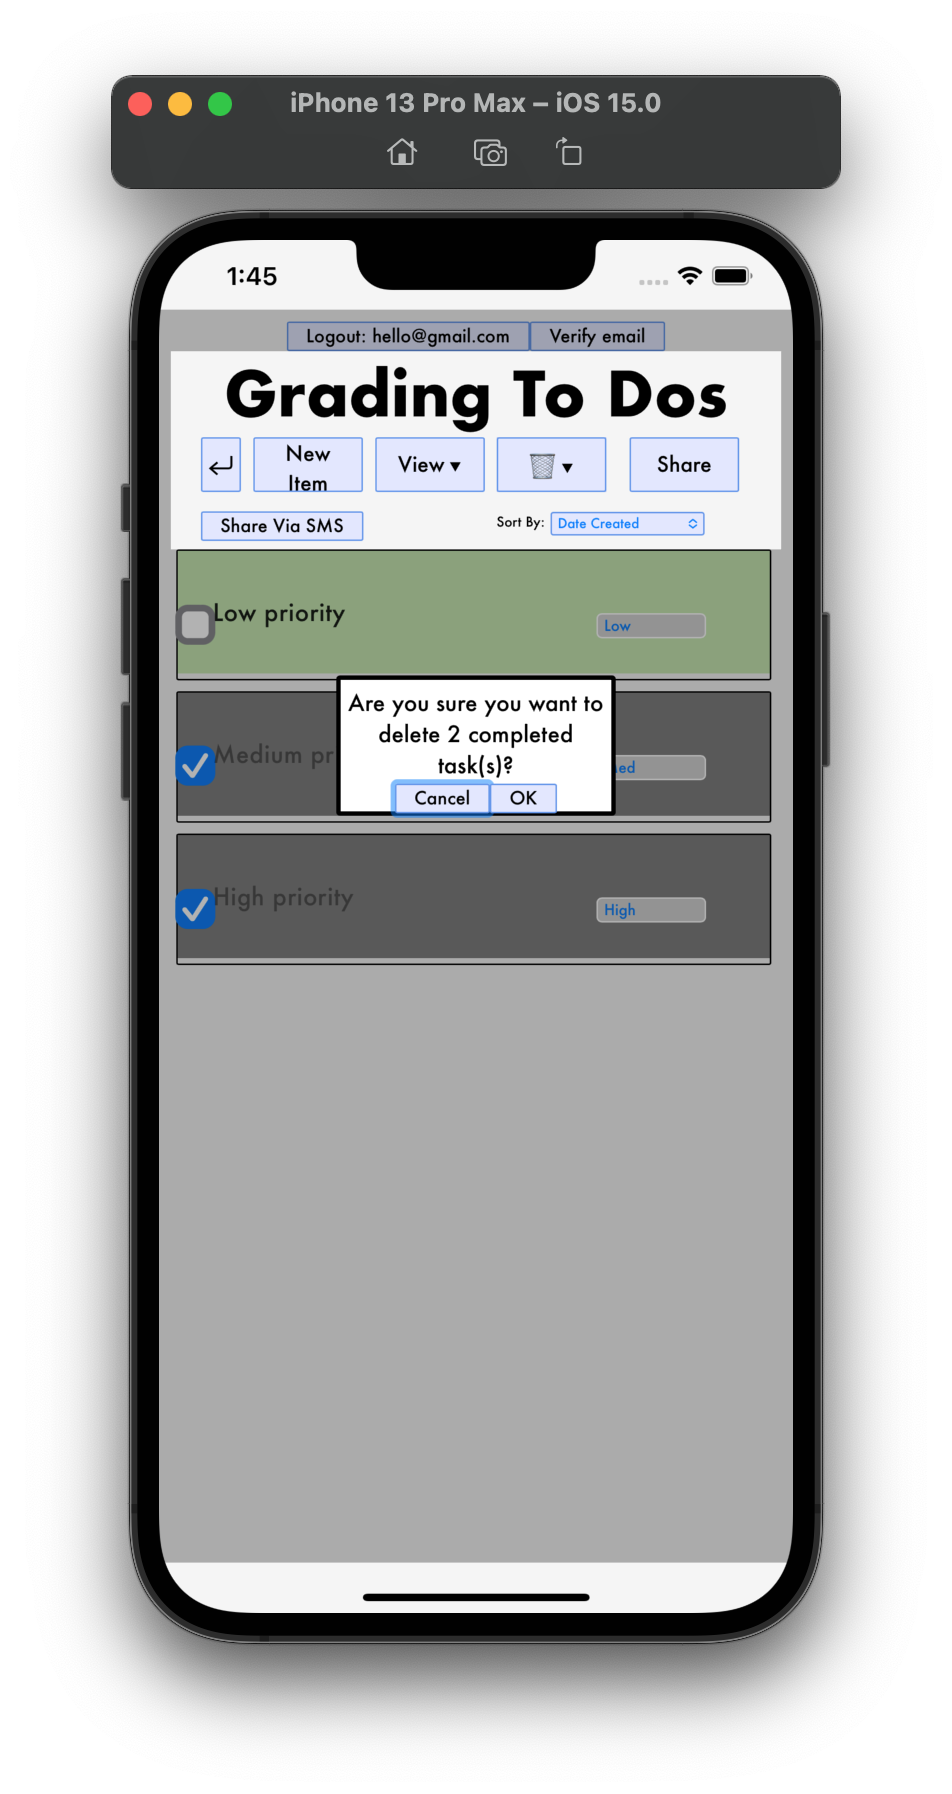 iPhone 13 Pro Max – iOS 15.0
1:45
Logout: hello@gmail.com Verify email
Grading To Dos
New
Item
View ▾
▾
Share
Share Via SMS
Sort By: Date Created
Low priority
Low
Are you sure you want to
delete 2 completed
task(s)?
Cancel OK
Medium pr
ed
High priority
High